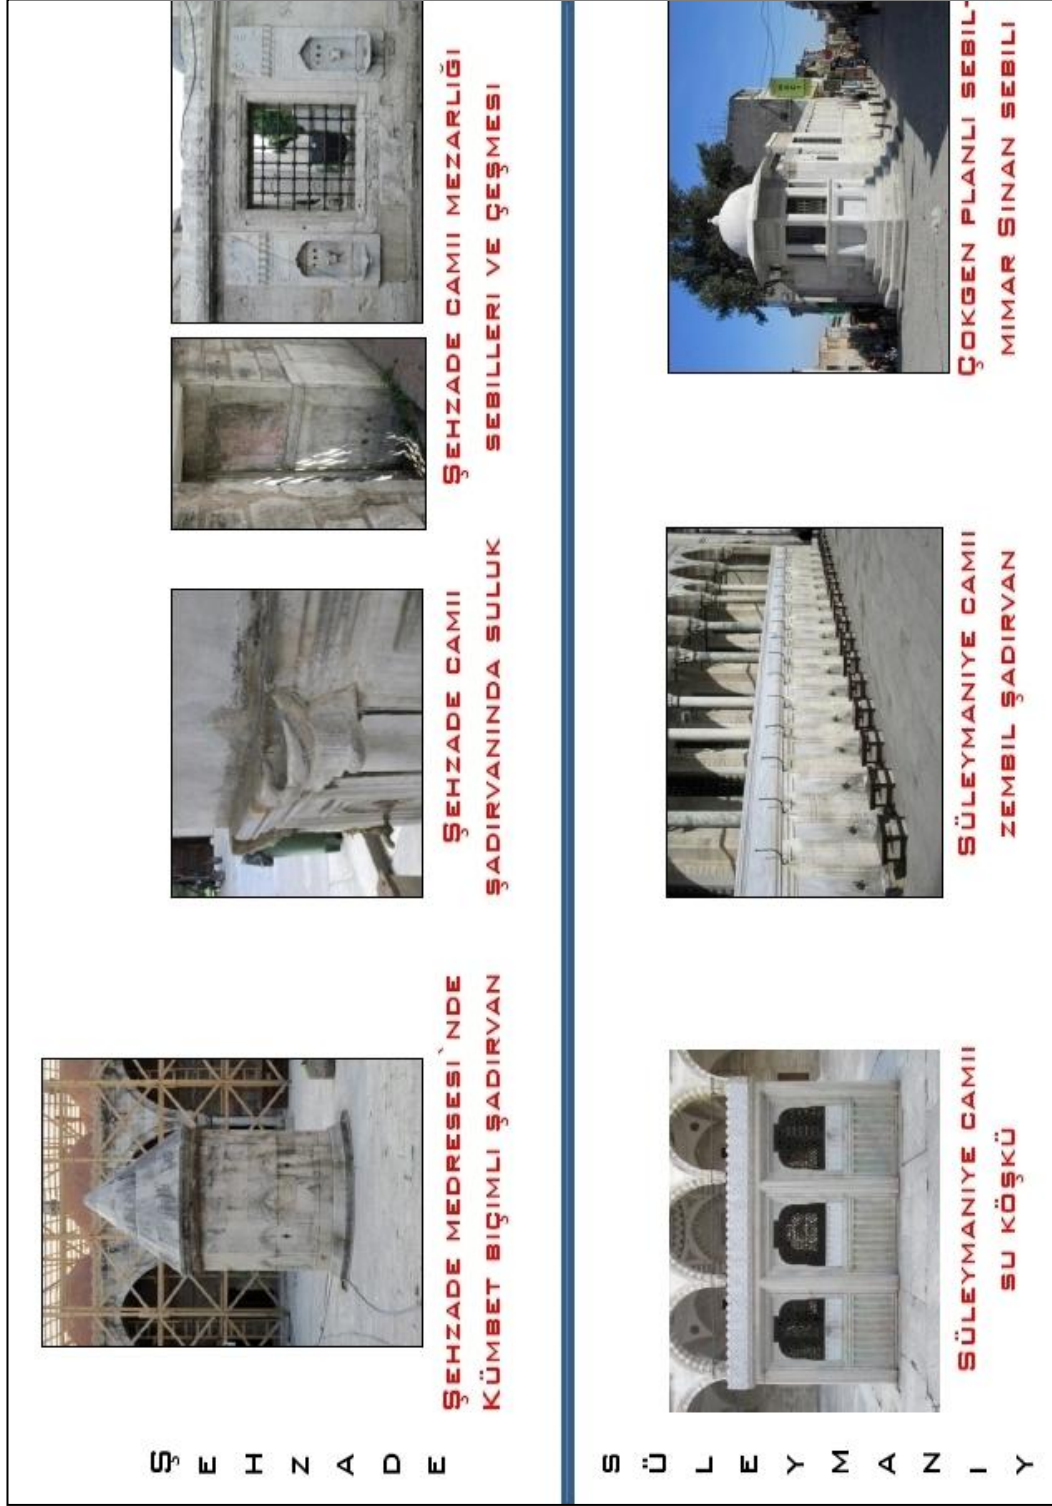 ŞEHZADE
ŞEHZADE MEDRESESI`NDE
KÜMBET BIÇIMLI ŞADIRVAN
ŞEHZADE CAMII
ŞADIRVANINDA SULUK
ŞEHZADE CAMII MEZARLIĞI
SEBILLERI VE ÇEŞMESI
SÜLEYMANIY
SÜLEYMANIYE CAMII
SU KÖŞKÜ
SÜLEYMANIYE CAMII
ZEMBIL ŞADIRVAN
ÇOKGEN PLANLI SEBIL-
MIMAR SINAN SEBILI